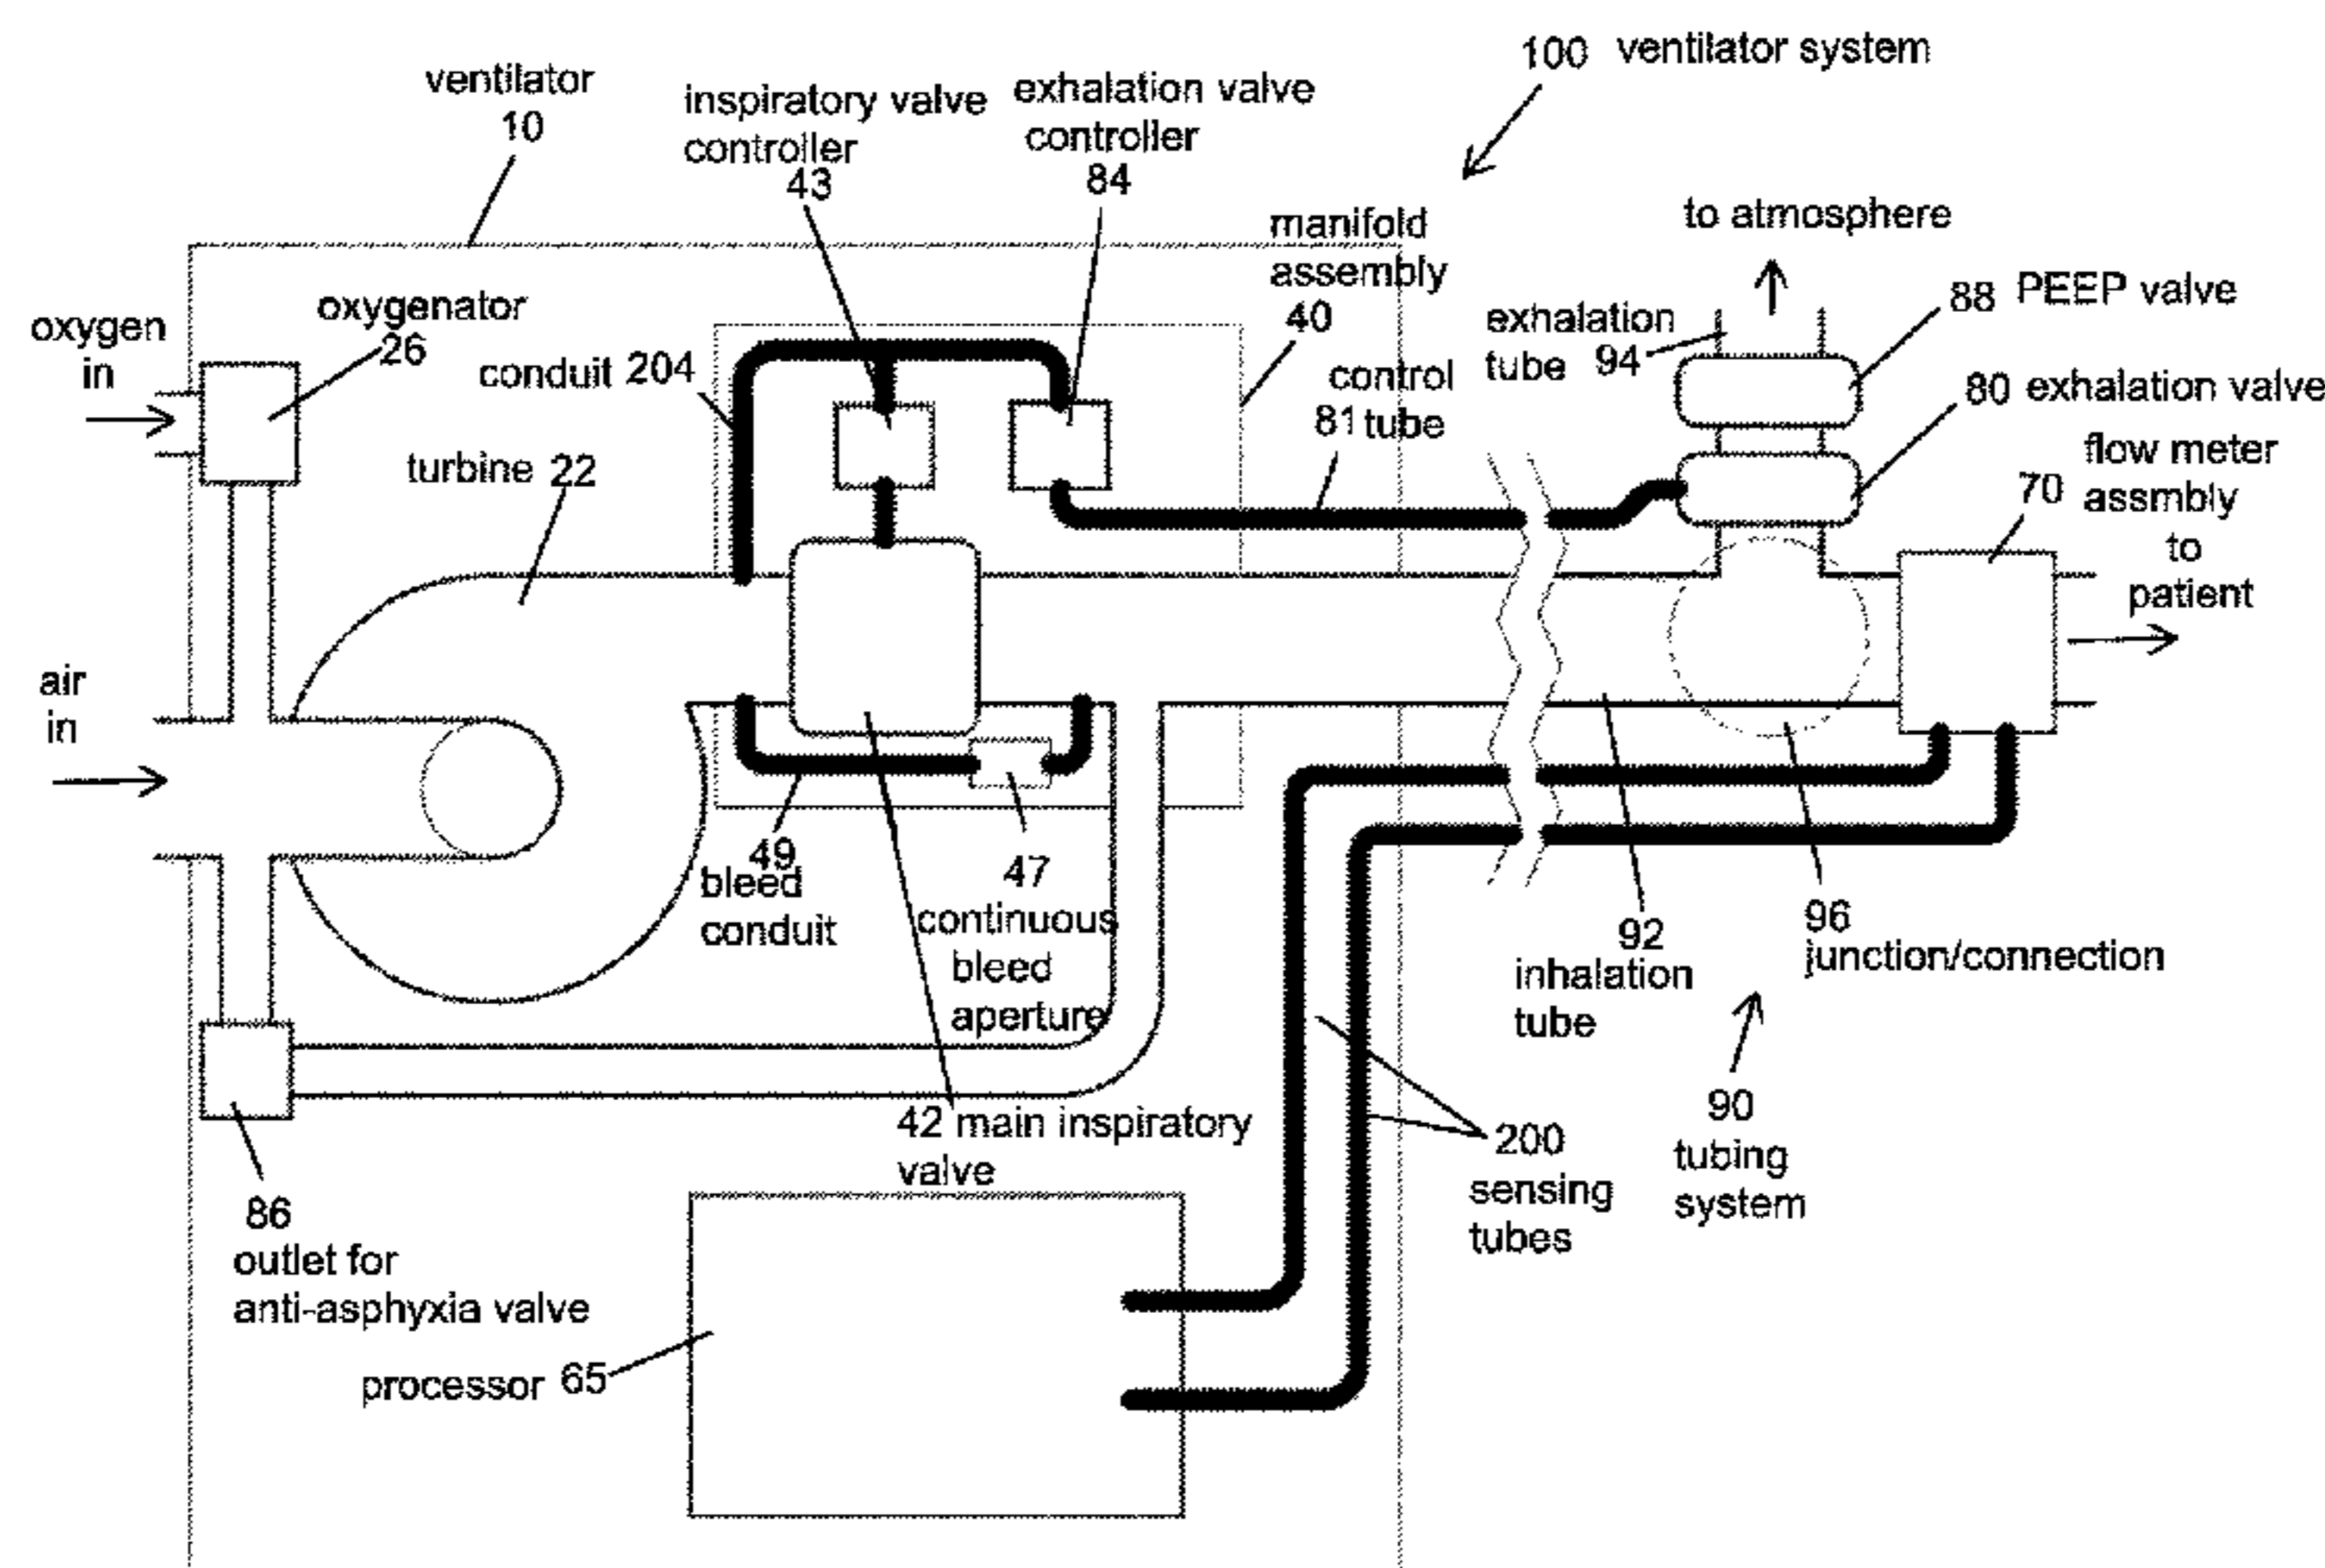 100 ventilator system
ventilator
10
inspiratory valve
controller
43
exhalation valve
controller
84
manifold
assembly
40
to atmosphere
88 PEEP valve
exhalation
tube 94
80 exhalation valve
oxygen
in
oxygenator
26
conduit 204
control
81 tube
flow meter
70 assmbly
to
patient
turbine 22
air
in
49
bleed
conduit
47
continuous
bleed
aperture
92
inhalation
tube
96
junction/connection
42 main inspiratory
valve
200
sensing
tubes
90
tubing
system
86
outlet for
anti-asphyxia valve
processor 65